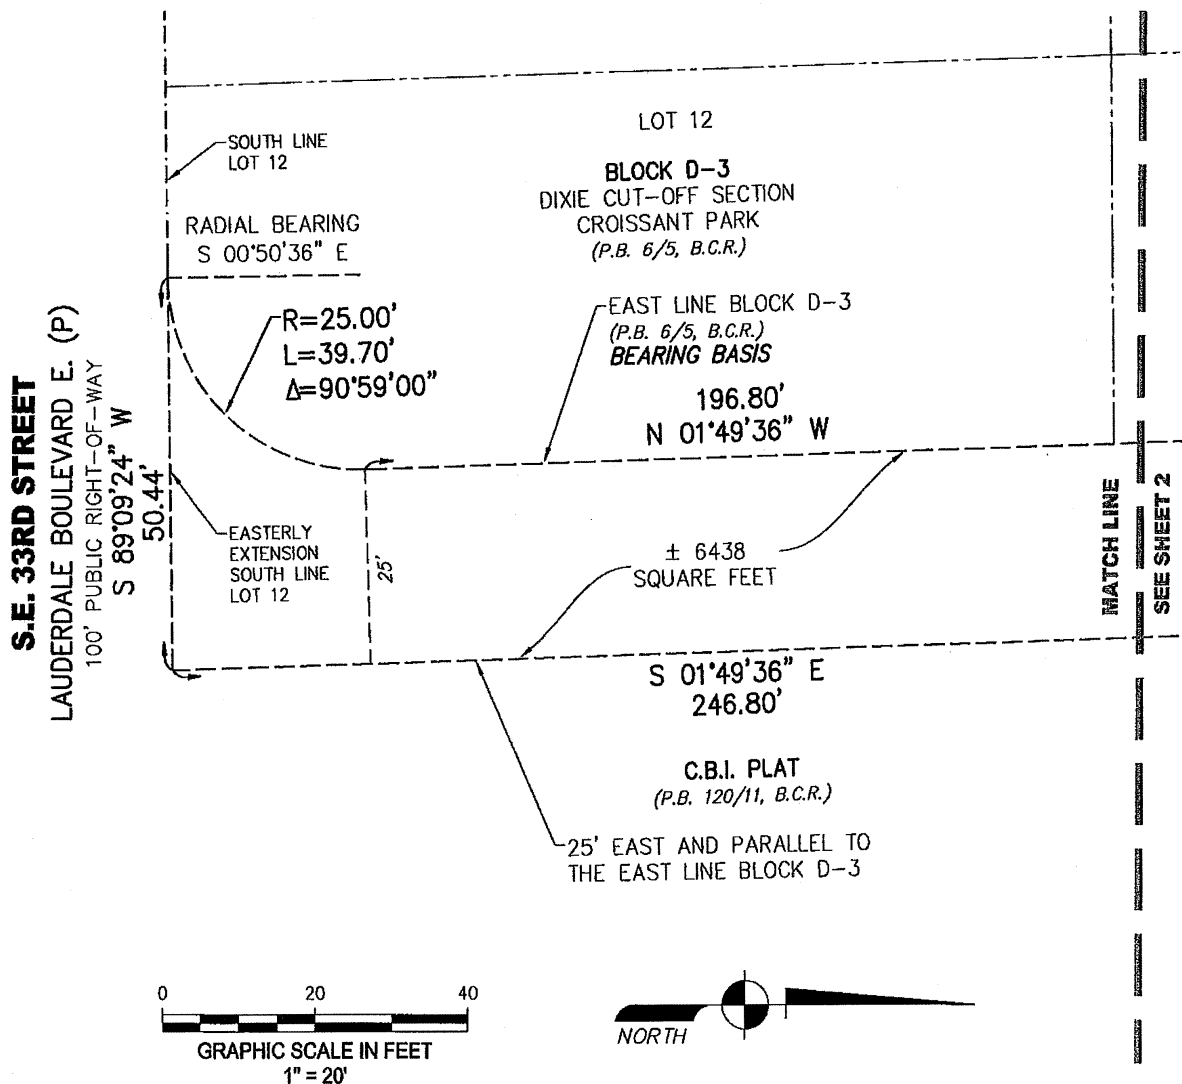 LOT 12
SOUTH LINE
LOT 12
BLOCK D-3
DIXIE CUT-OFF SECTION
CROISSANT PARK
(P.B. 6/5, B.C.R.)
RADIAL BEARING
S 00°50'36" E
R=25.00'
L=39.70'
Δ=90°59'00"
EAST LINE BLOCK D-3
(P.B. 6/5, B.C.R.)
BEARING BASIS
196.80'
N 01°49'36" W
S.E. 33RD STREET
LAUDERDALE BOULEVARD E. (P)
100' PUBLIC RIGHT-OF-WAY
S 89°09'24" W
50.44'
EASTERLY
EXTENSION
SOUTH LINE
LOT 12
25'
± 6438
SQUARE FEET
MATCH LINE
SEE SHEET 2
S 01°49'36" E
246.80'
C.B.I. PLAT
(P.B. 120/11, B.C.R.)
25' EAST AND PARALLEL TO
THE EAST LINE BLOCK D-3
0 20 40
GRAPHIC SCALE IN FEET
1" = 20'
NORTH